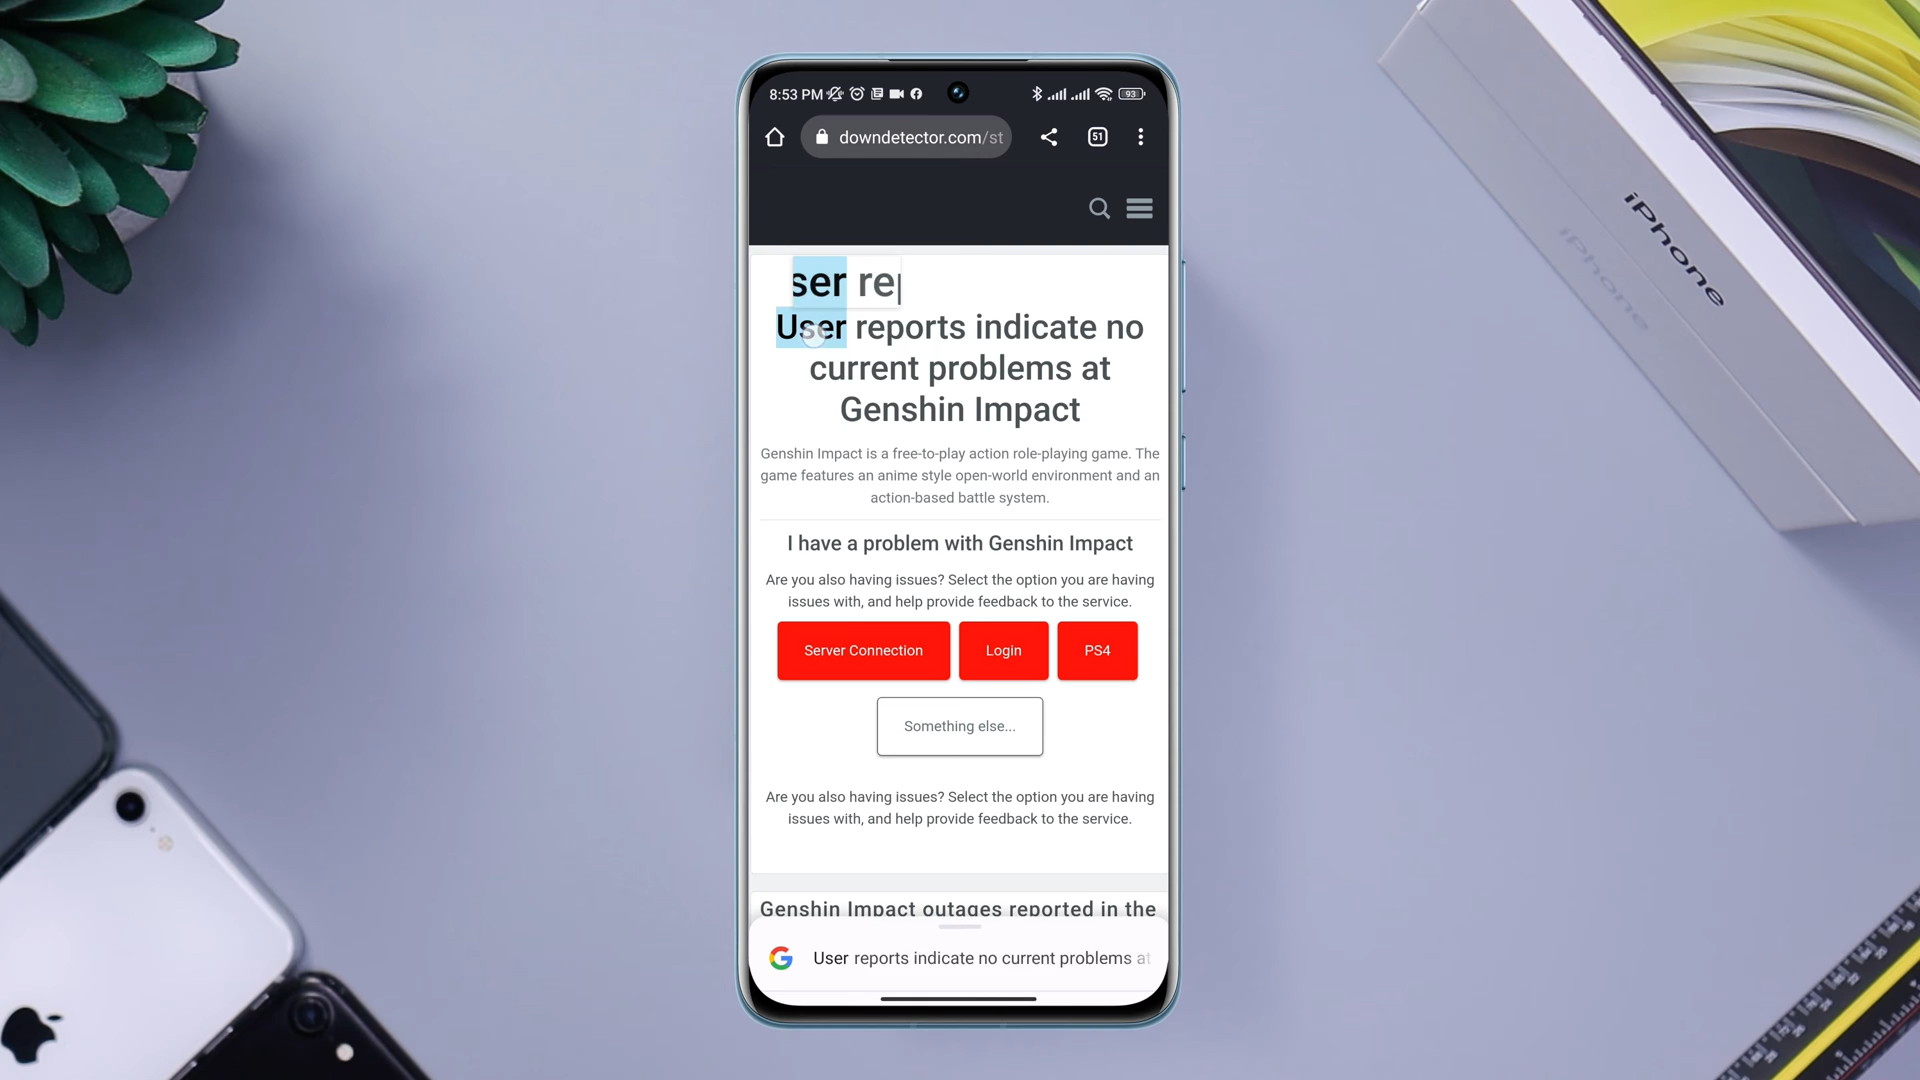 8:53 PM
93
downdetector.com/st
51
ser rep
User reports indicate no
current problems at
Genshin Impact
Genshin Impact is a free-to-play action role-playing game. The
game features an anime style open-world environment and an
action-based battle system.
I have a problem with Genshin Impact
Are you also having issues? Select the option you are having
issues with, and help provide feedback to the service.
Server Connection
Login
PS4
Something else...
Are you also having issues? Select the option you are having
issues with, and help provide feedback to the service.
Genshin Impact outages reported in the
User reports indicate no current problems at
iPhone